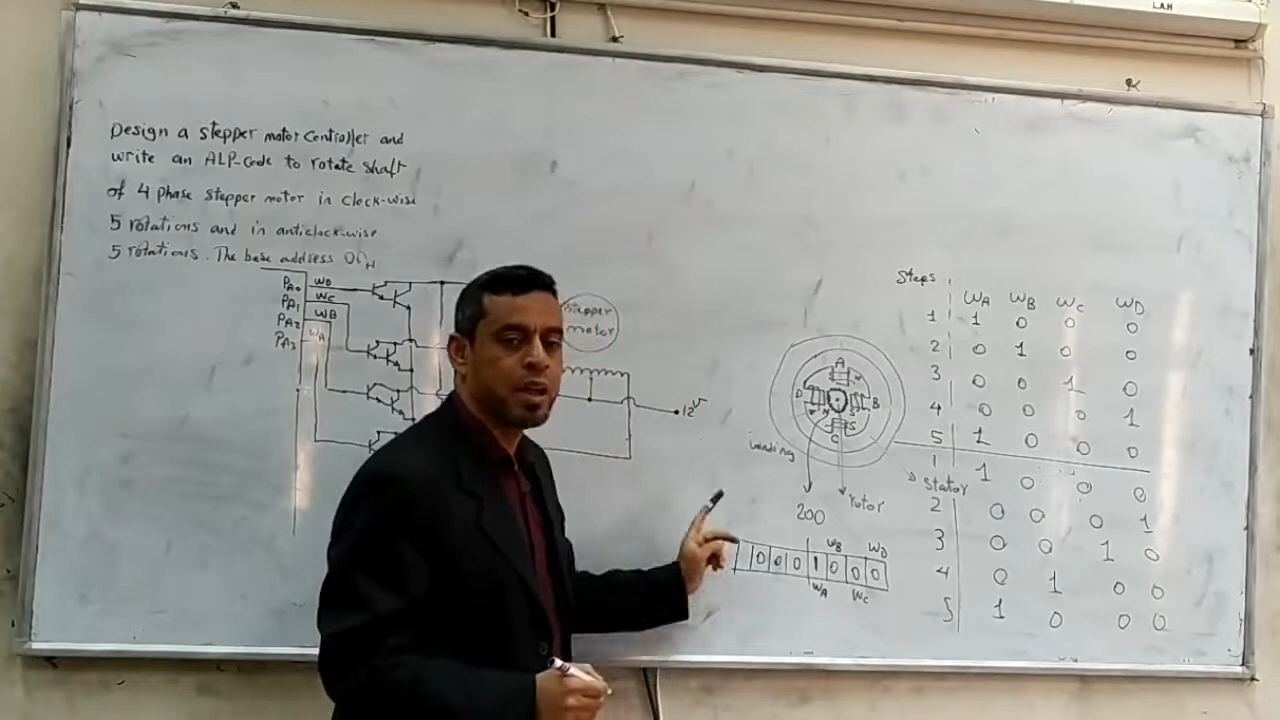 L.A.H
Design a stepper motor Controller and
write an ALP-Code to rotate shaft
of 4 phase stepper motor in clock-wise
5 rotations and in anticlock-wise
5 rotations. The base address 00H
PA0 WD
PA1 WC
PA2 WB
PA3 WA
Stepper
motor
12V
A
D B
N S
S
C
winding
rotor
Stator
200
WB WD
0 0 0 1 0 0 0
WA WC
Steps WA WB WC WD
1 1 0 0 0
2 0 1 0 0
3 0 0 1 0
4 0 0 0 1
5 1 0 0 0
1 1 0 0 0
2 0 0 0 1
3 0 0 1 0
4 0 1 0 0
5 1 0 0 0